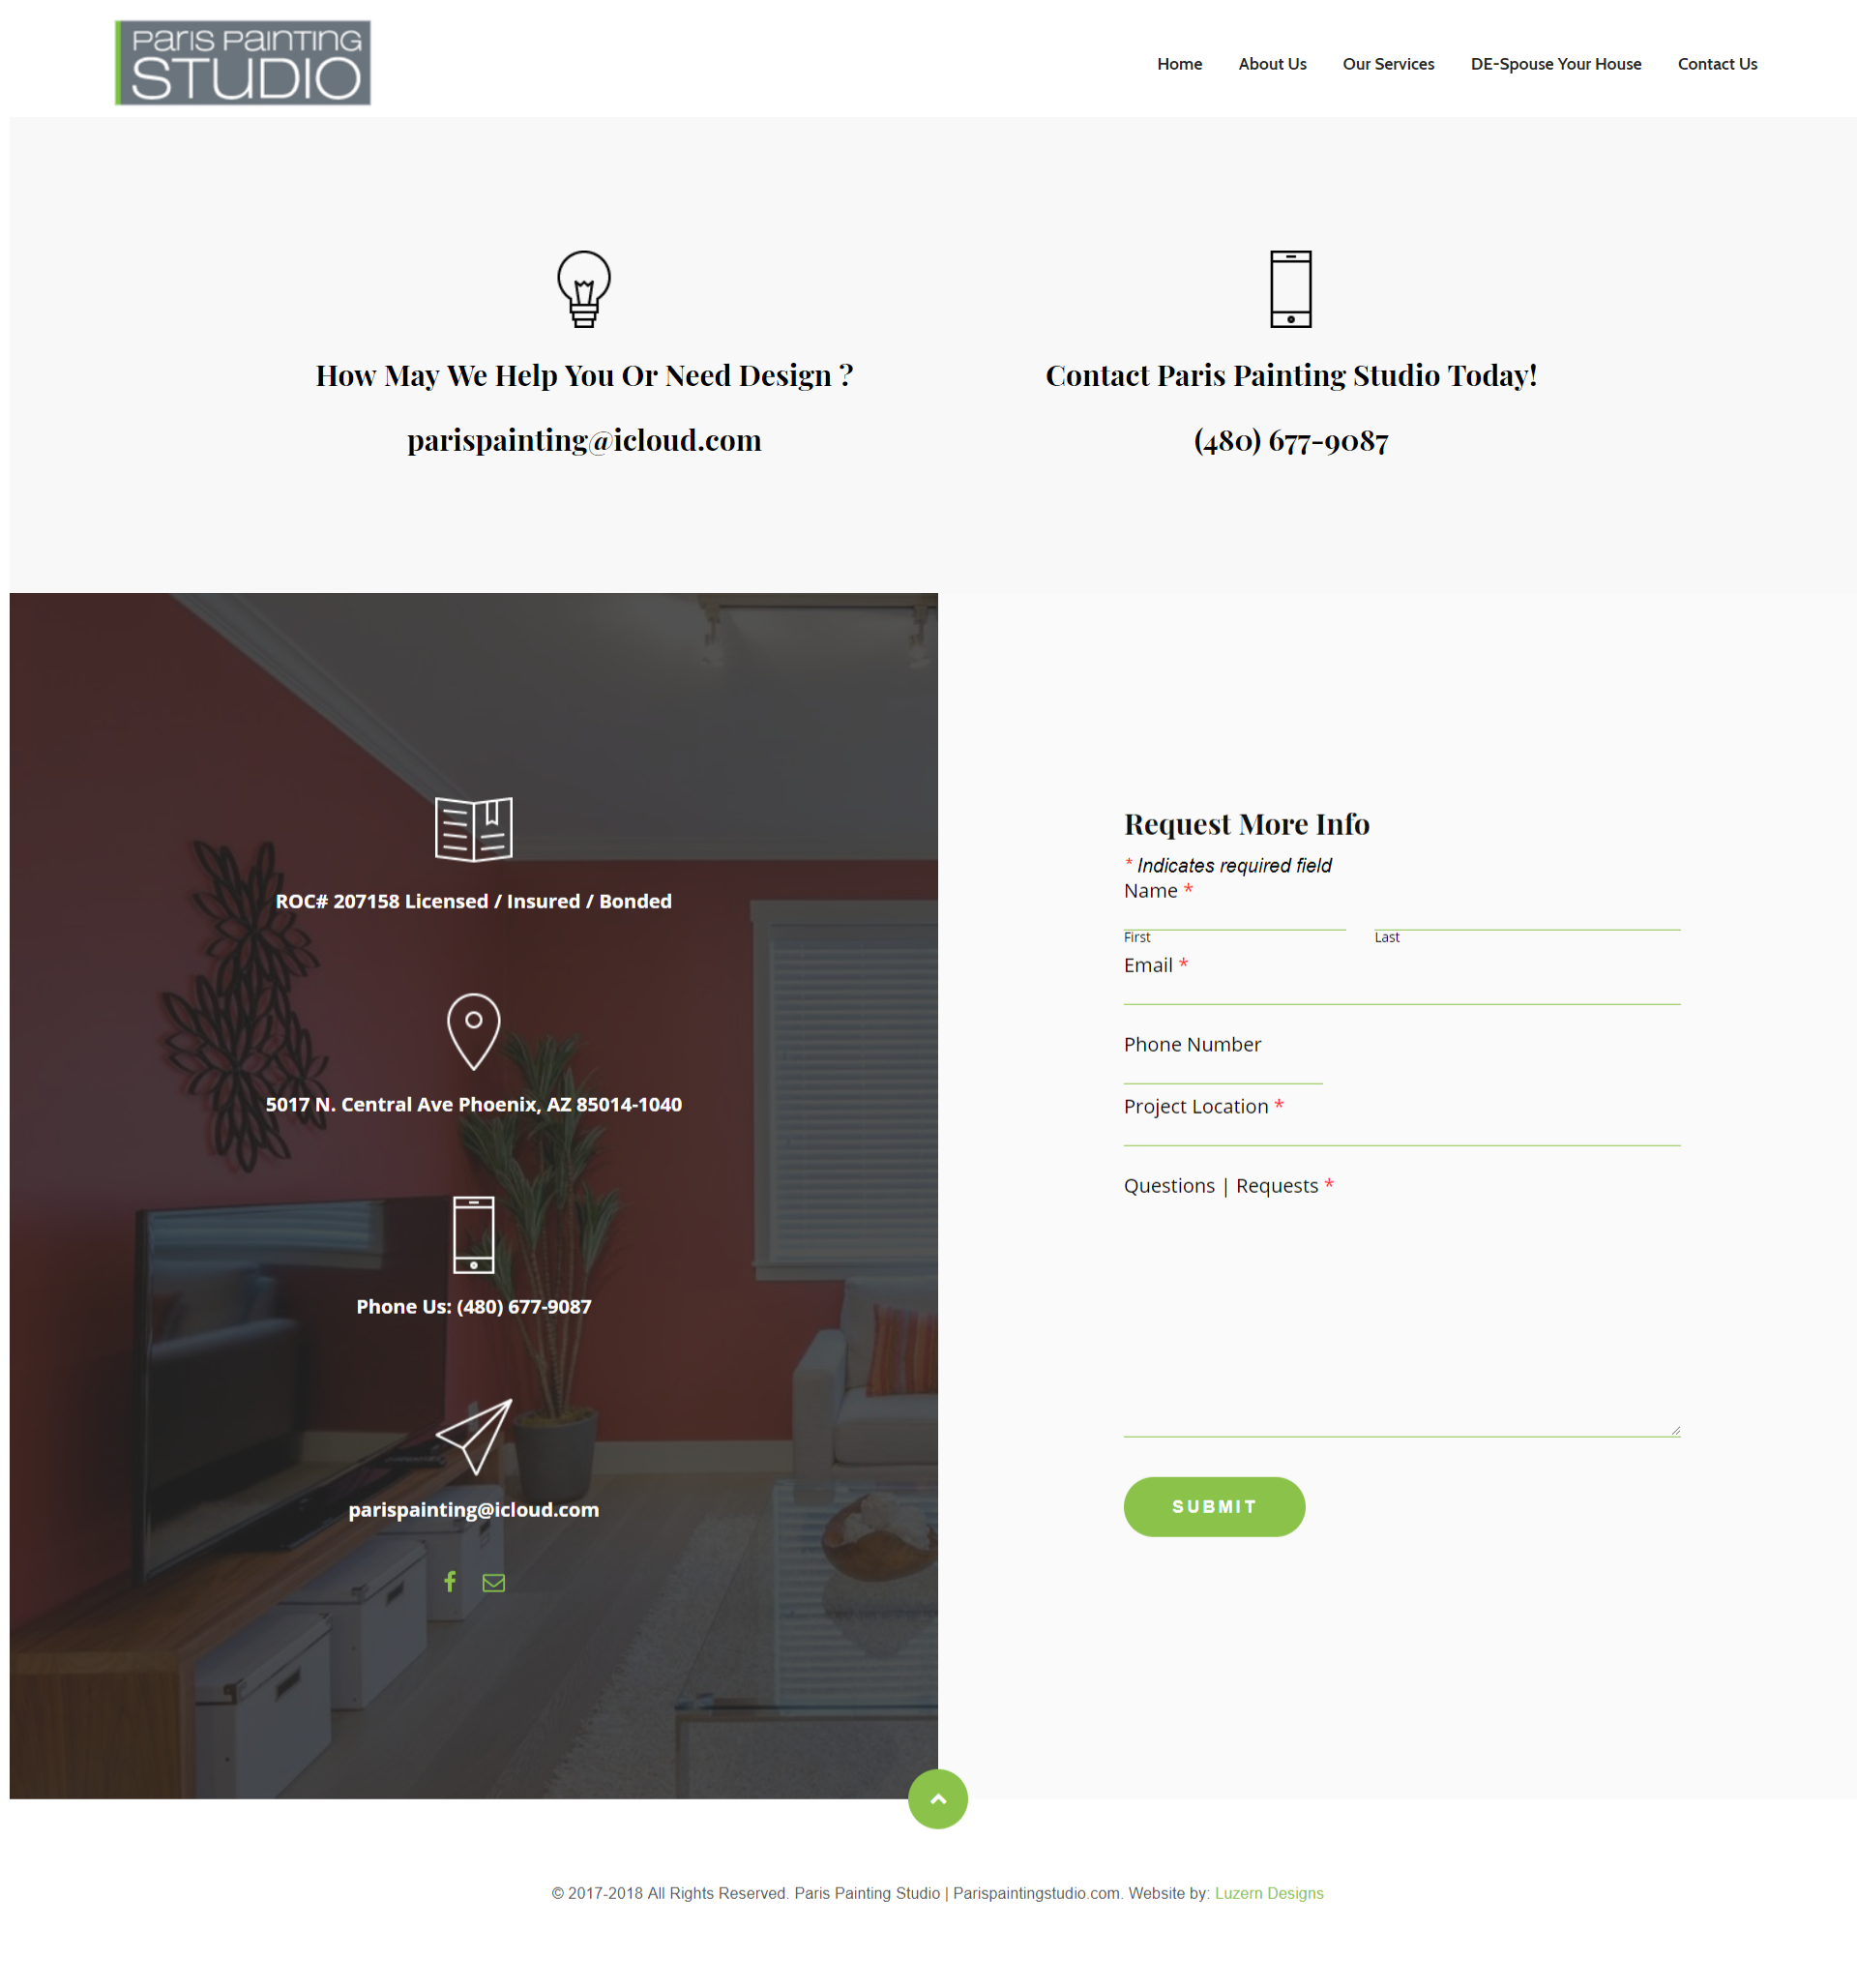 Paris Painting
STUDIO
Home About Us Our Services DE-Spouse Your House Contact Us
How May We Help You Or Need Design ?
parispainting@icloud.com
Contact Paris Painting Studio Today!
(480) 677-9087
ROC# 207158 Licensed / Insured / Bonded
5017 N. Central Ave Phoenix, AZ 85014-1040
Phone Us: (480) 677-9087
parispainting@icloud.com
Request More Info
* Indicates required field
Name *
First Last
Email *
Phone Number
Project Location *
Questions | Requests *
SUBMIT
© 2017-2018 All Rights Reserved. Paris Painting Studio | Parispaintingstudio.com. Website by: Luzern Designs